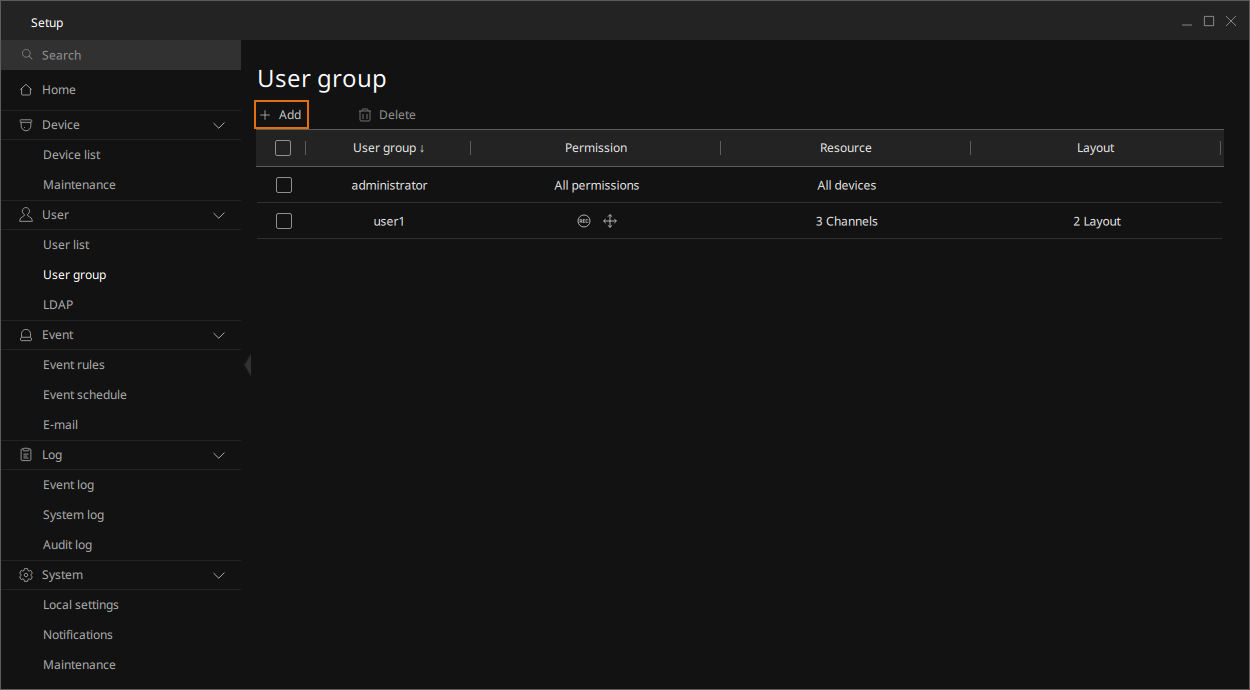 Setup
Search
Home
Device
Device list
Maintenance
User
User list
User group
LDAP
Event
Event rules
Event schedule
E-mail
Log
Event log
System log
Audit log
System
Local settings
Notifications
Maintenance
User group
+ Add Delete
User group ↓ Permission Resource Layout
administrator All permissions All devices
user1 REC 3 Channels 2 Layout